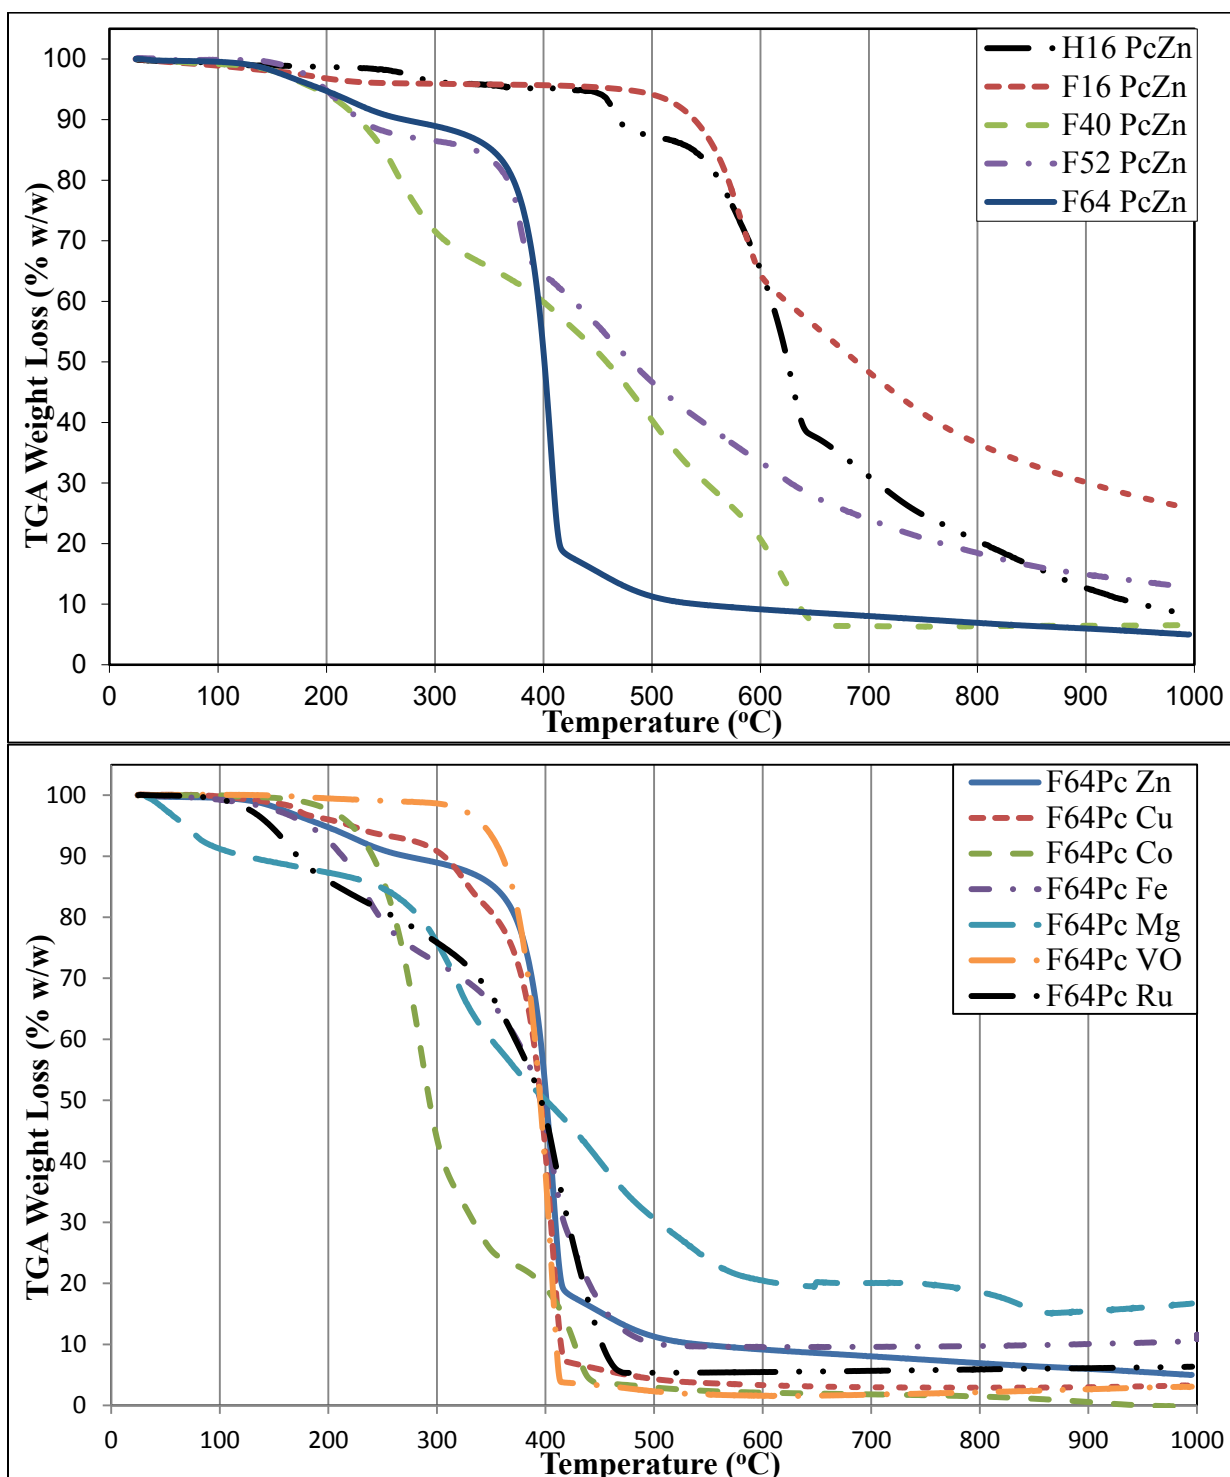 TGA Weight Loss (% w/w)
100
90
80
70
60
50
40
30
20
10
0
H16 PcZn
F16 PcZn
F40 PcZn
F52 PcZn
F64 PcZn
0 100 200 300 400 500 600 700 800 900 1000
Temperature (°C)
TGA Weight Loss (% w/w)
100
90
80
70
60
50
40
30
20
10
0
F64Pc Zn
F64Pc Cu
F64Pc Co
F64Pc Fe
F64Pc Mg
F64Pc VO
F64Pc Ru
0 100 200 300 400 500 600 700 800 900 1000
Temperature (°C)